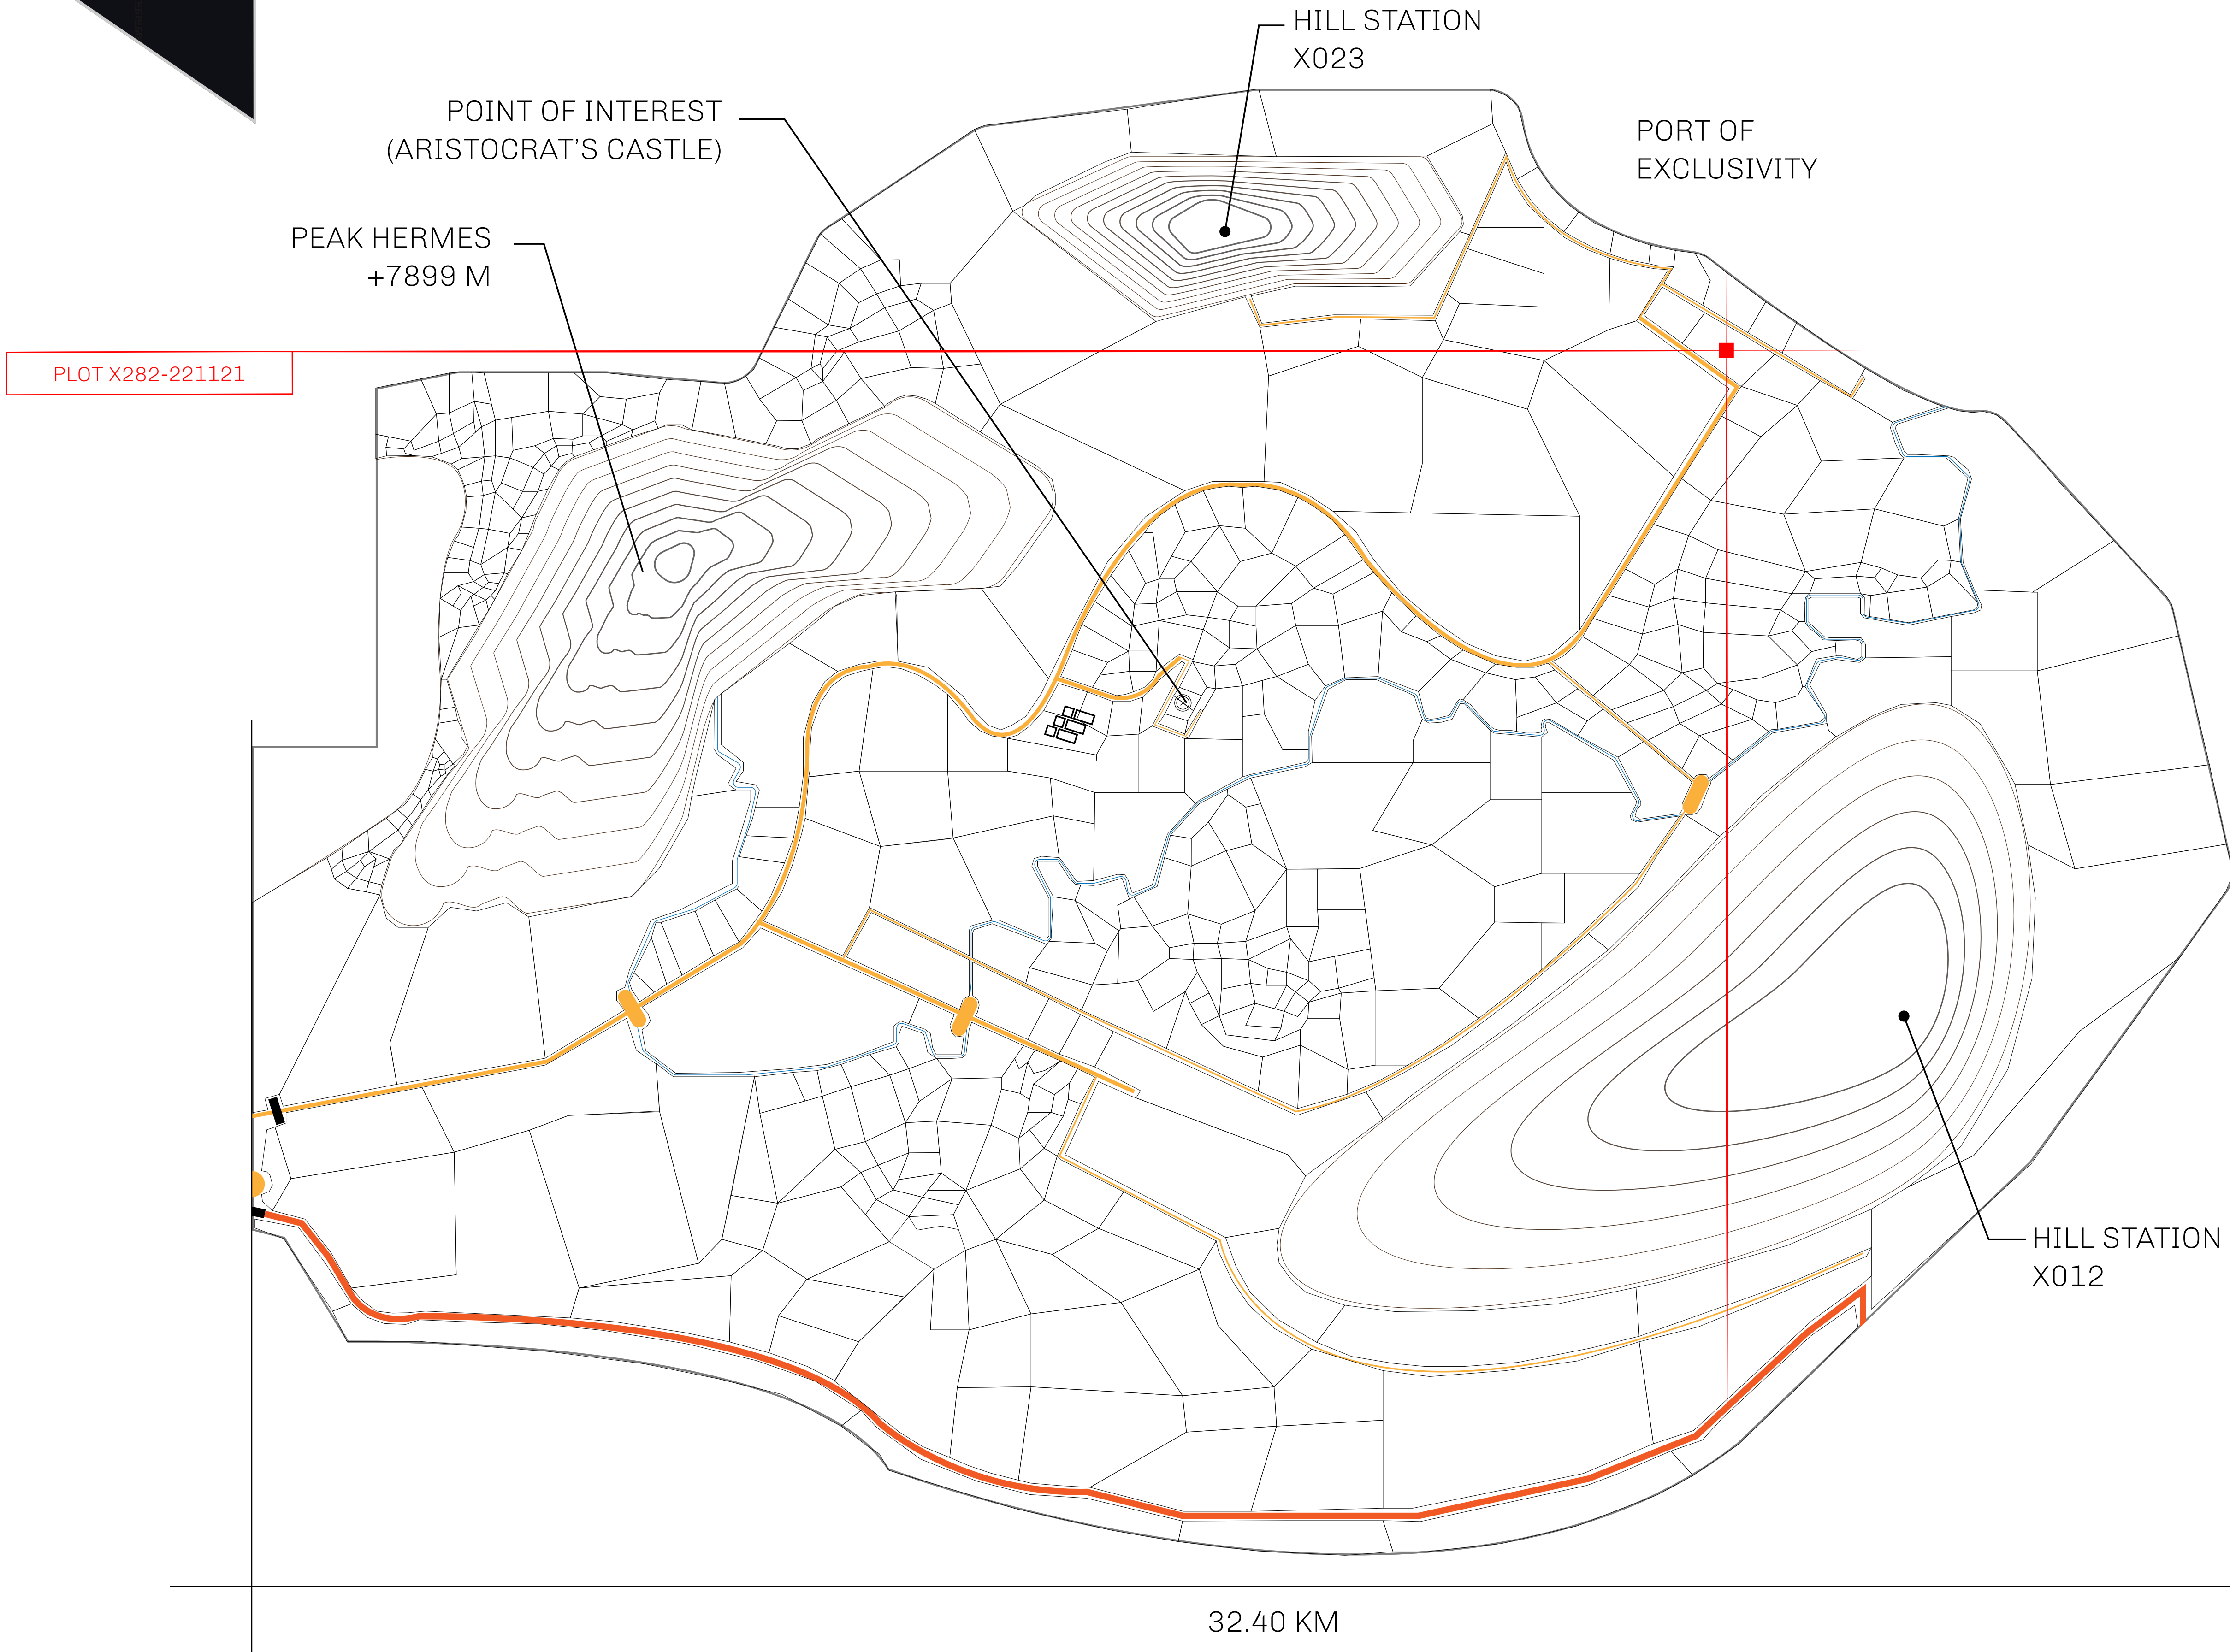 HILL STATION
X023
POINT OF INTEREST
(ARISTOCRAT’S CASTLE)
PORT OF
EXCLUSIVITY
PEAK HERMES
+7899 M
PLOT X282-221121
HILL STATION
X012
32.40 KM